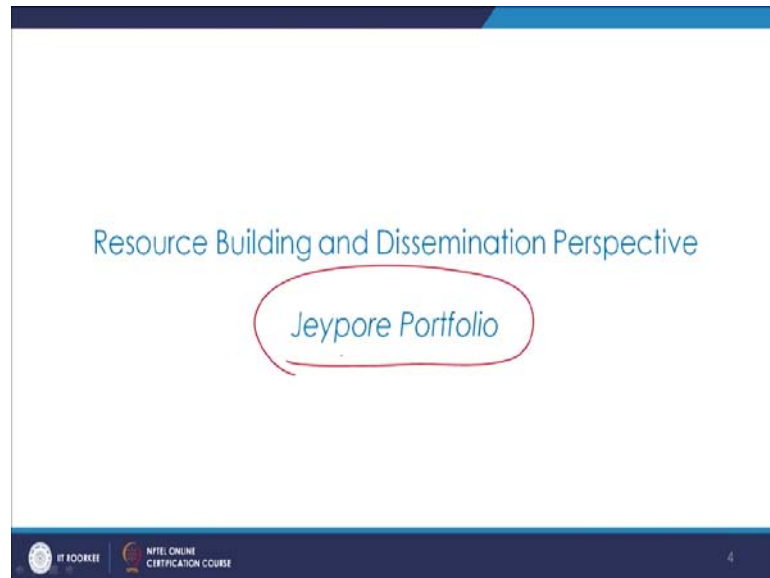 Resource Building and Dissemination Perspective
Jeypore Portfolio
IIT ROORKEE
NPTEL ONLINE
CERTIFICATION COURSE
4